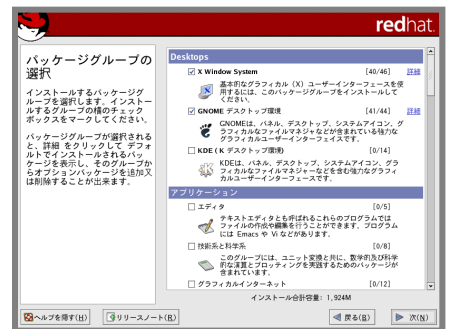 redhat.
パッケージグループの
選択
インストールするパッケージグ
ループを選択します。インストー
ルするグループの横のチェック
ボックスをマークしてください。
パッケージグループが選択される
と、詳細 をクリックして デフォ
ルトでインストールされるパッ
ケージを表示し、そのグループか
らオプションパッケージを追加又
は削除することが出来ます。
Desktops
X Window System [40/46] 詳細
基本的なグラフィカル（X）ユーザーインターフェースを使
用するには、このパッケージグループをインストールして
ください。
GNOME デスクトップ環境 [41/44] 詳細
GNOMEは、パネル、デスクトップ、システムアイコン、グ
ラフィカルなファイルマネジャなどが含まれている強力な
グラフィカルユーザーインターフェイスです。
KDE ( K デスクトップ環境) [0/14]
KDEは、パネル、デスクトップ、システムアイコン、グラ
フィカルなファイルマネジャーなどを含む強力なグラフィ
カルユーザーインターフェースです。
アプリケーション
エディタ [0/5]
テキストエディタとも呼ばれるこれらのプログラムでは
ファイルの作成や編集を行うことができます。プログラム
には Emacs や Vi などがあります。
技術系と科学系 [0/8]
このグループには、ユニット変換と共に、数学的及び科学
的な演算とプロッティングを実践するためのパッケージが
含まれています。
グラフィカルインターネット [0/12]
インストール合計容量: 1,924M
ヘルプを隠す(H)
リリースノート(R)
戻る(B)
次(N)